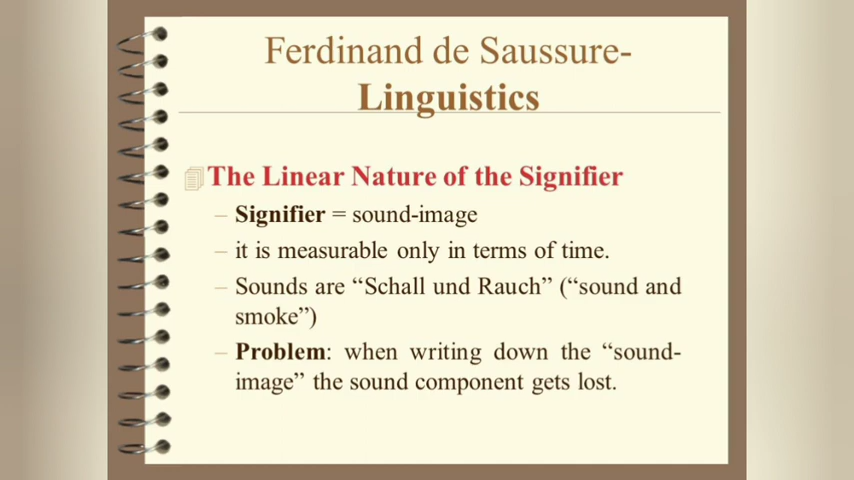 Ferdinand de Saussure-
Linguistics
The Linear Nature of the Signifier
– Signifier = sound-image
– it is measurable only in terms of time.
– Sounds are “Schall und Rauch” (“sound and
smoke”)
– Problem: when writing down the “sound-
image” the sound component gets lost.